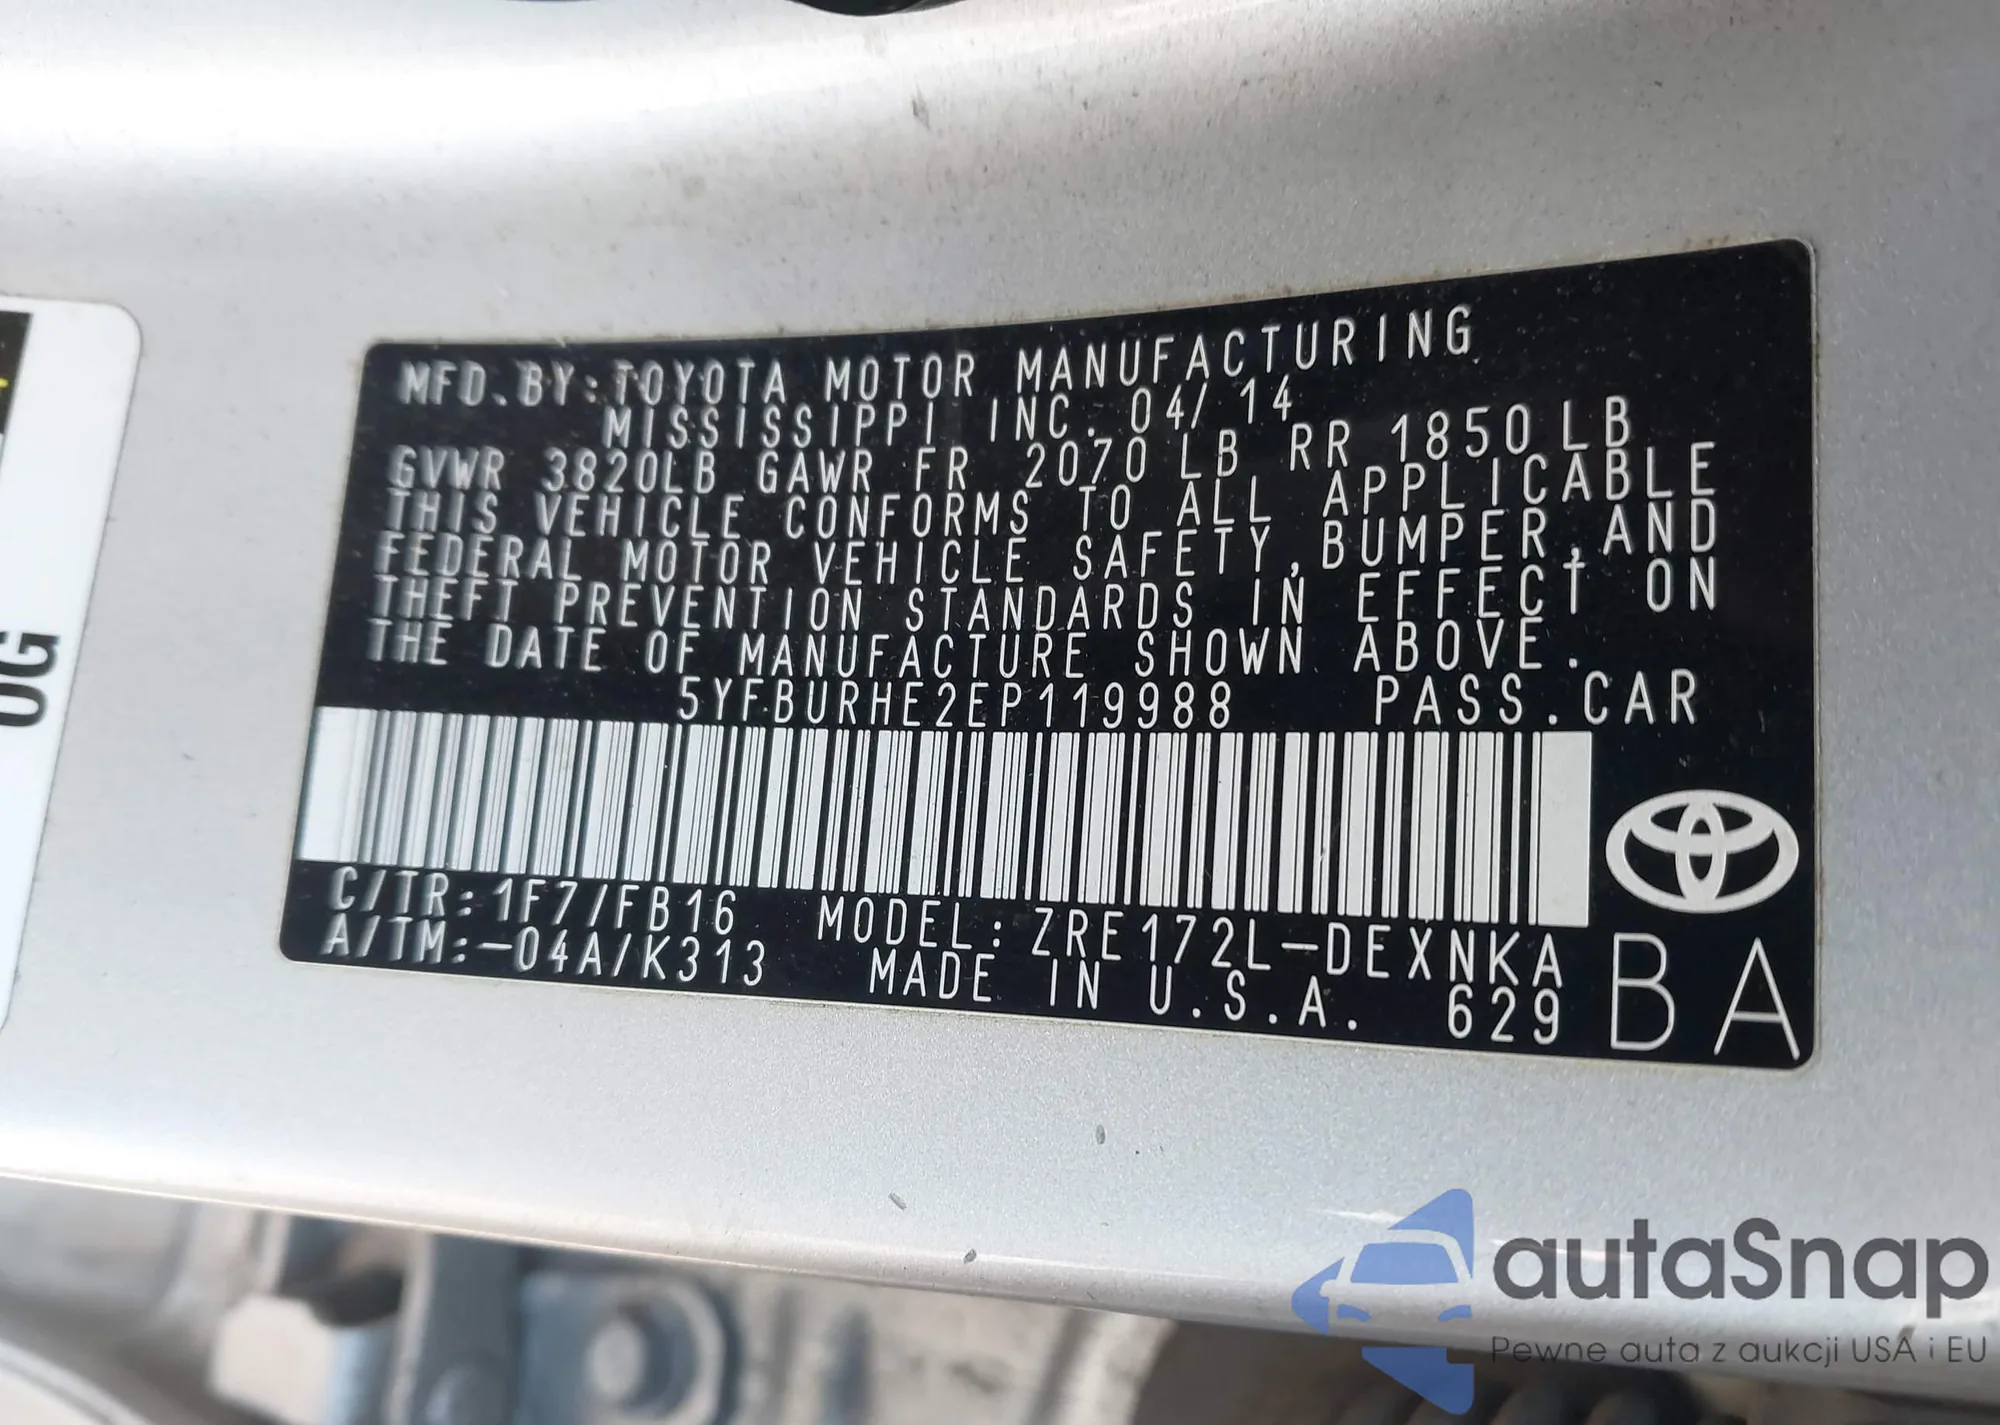 MFD.BY:TOYOTA MOTOR MANUFACTURING
MISSISSIPPI INC. 04/14
GVWR 3820LB GAWR FR 2070 LB RR 1850LB
THIS VEHICLE CONFORMS TO ALL APPLICABLE
FEDERAL MOTOR VEHICLE SAFETY,BUMPER,AND
THEFT PREVENTION STANDARDS IN EFFECT ON
THE DATE OF MANUFACTURE SHOWN ABOVE.
5YFBURHE2EP119988 PASS.CAR
C/TR:1F7/FB16 MODEL:ZRE172L-DEXNKA
A/TM:-04A/K313 MADE IN U.S.A. 629
BA
OG
autaSnap
Pewne auta z aukcji USA i EU